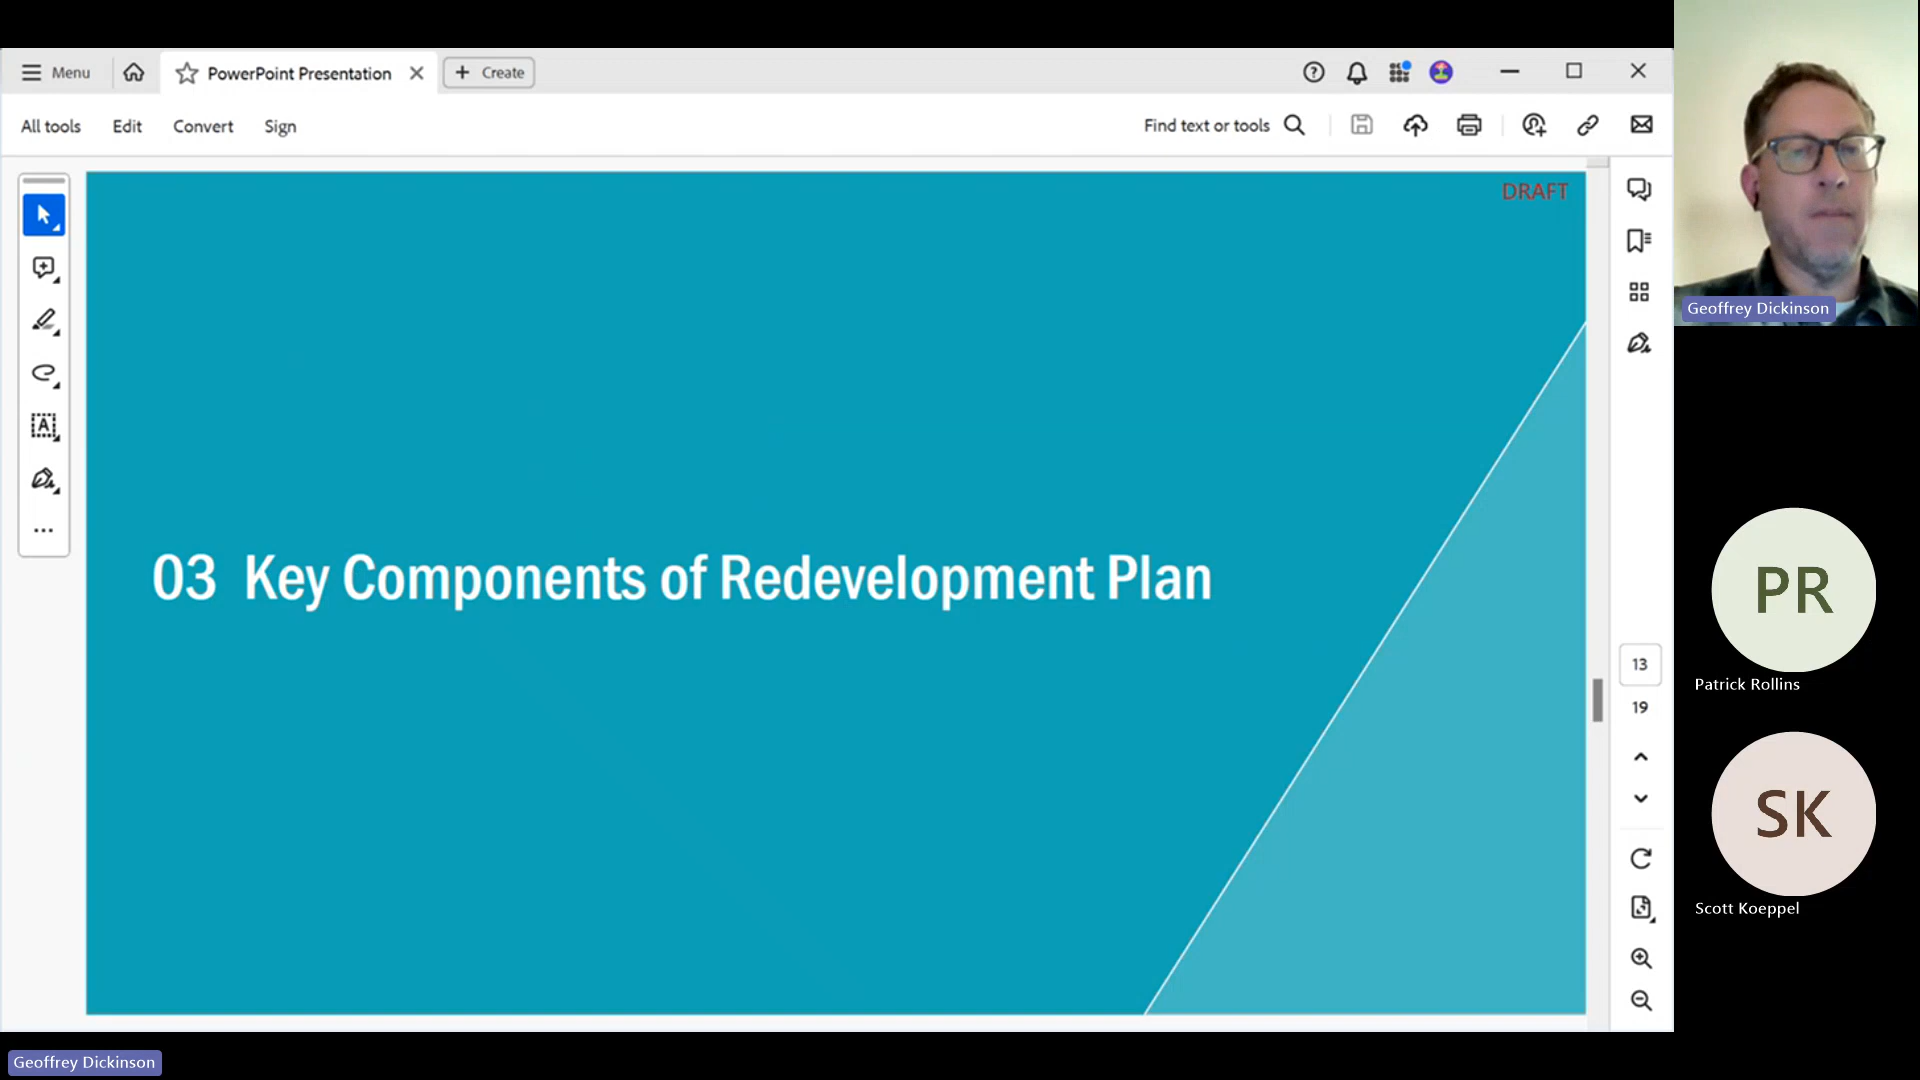 Menu
PowerPoint Presentation
Create
All tools
Edit
Convert
Sign
Find text or tools
DRAFT
03 Key Components of Redevelopment Plan
13
19
Geoffrey Dickinson
PR
Patrick Rollins
SK
Scott Koeppel
Geoffrey Dickinson